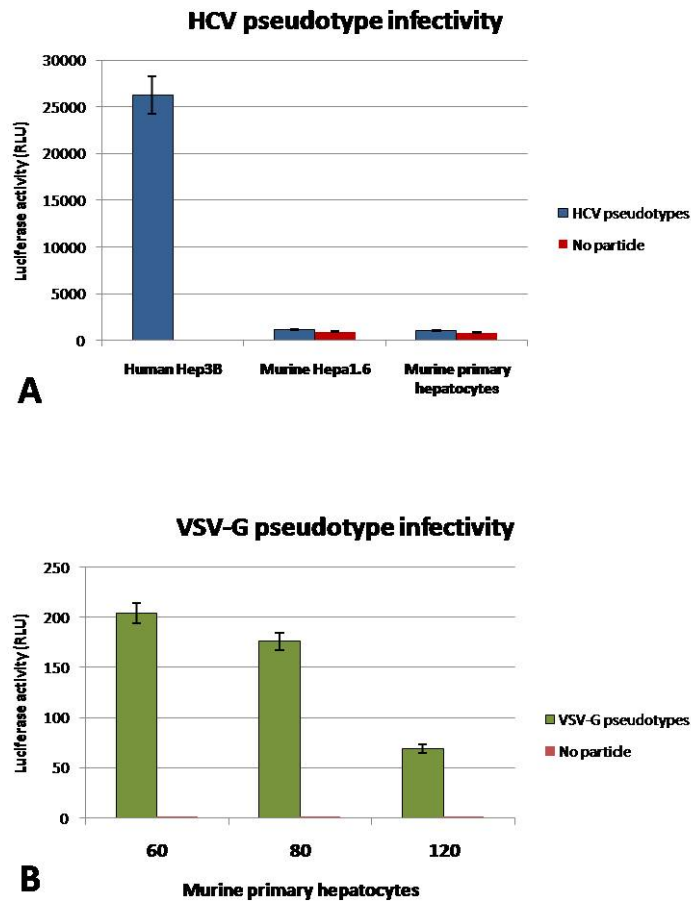 HCV pseudotype infectivity
Luciferase activity (RLU)
30000
25000
20000
15000
10000
5000
0
Human Hep3B
Murine Hepa1.6
Murine primary
hepatocytes
HCV pseudotypes
No particle
A
VSV-G pseudotype infectivity
Luciferase activity (RLU)
250
200
150
100
50
0
60
80
120
VSV-G pseudotypes
No particle
B
Murine primary hepatocytes